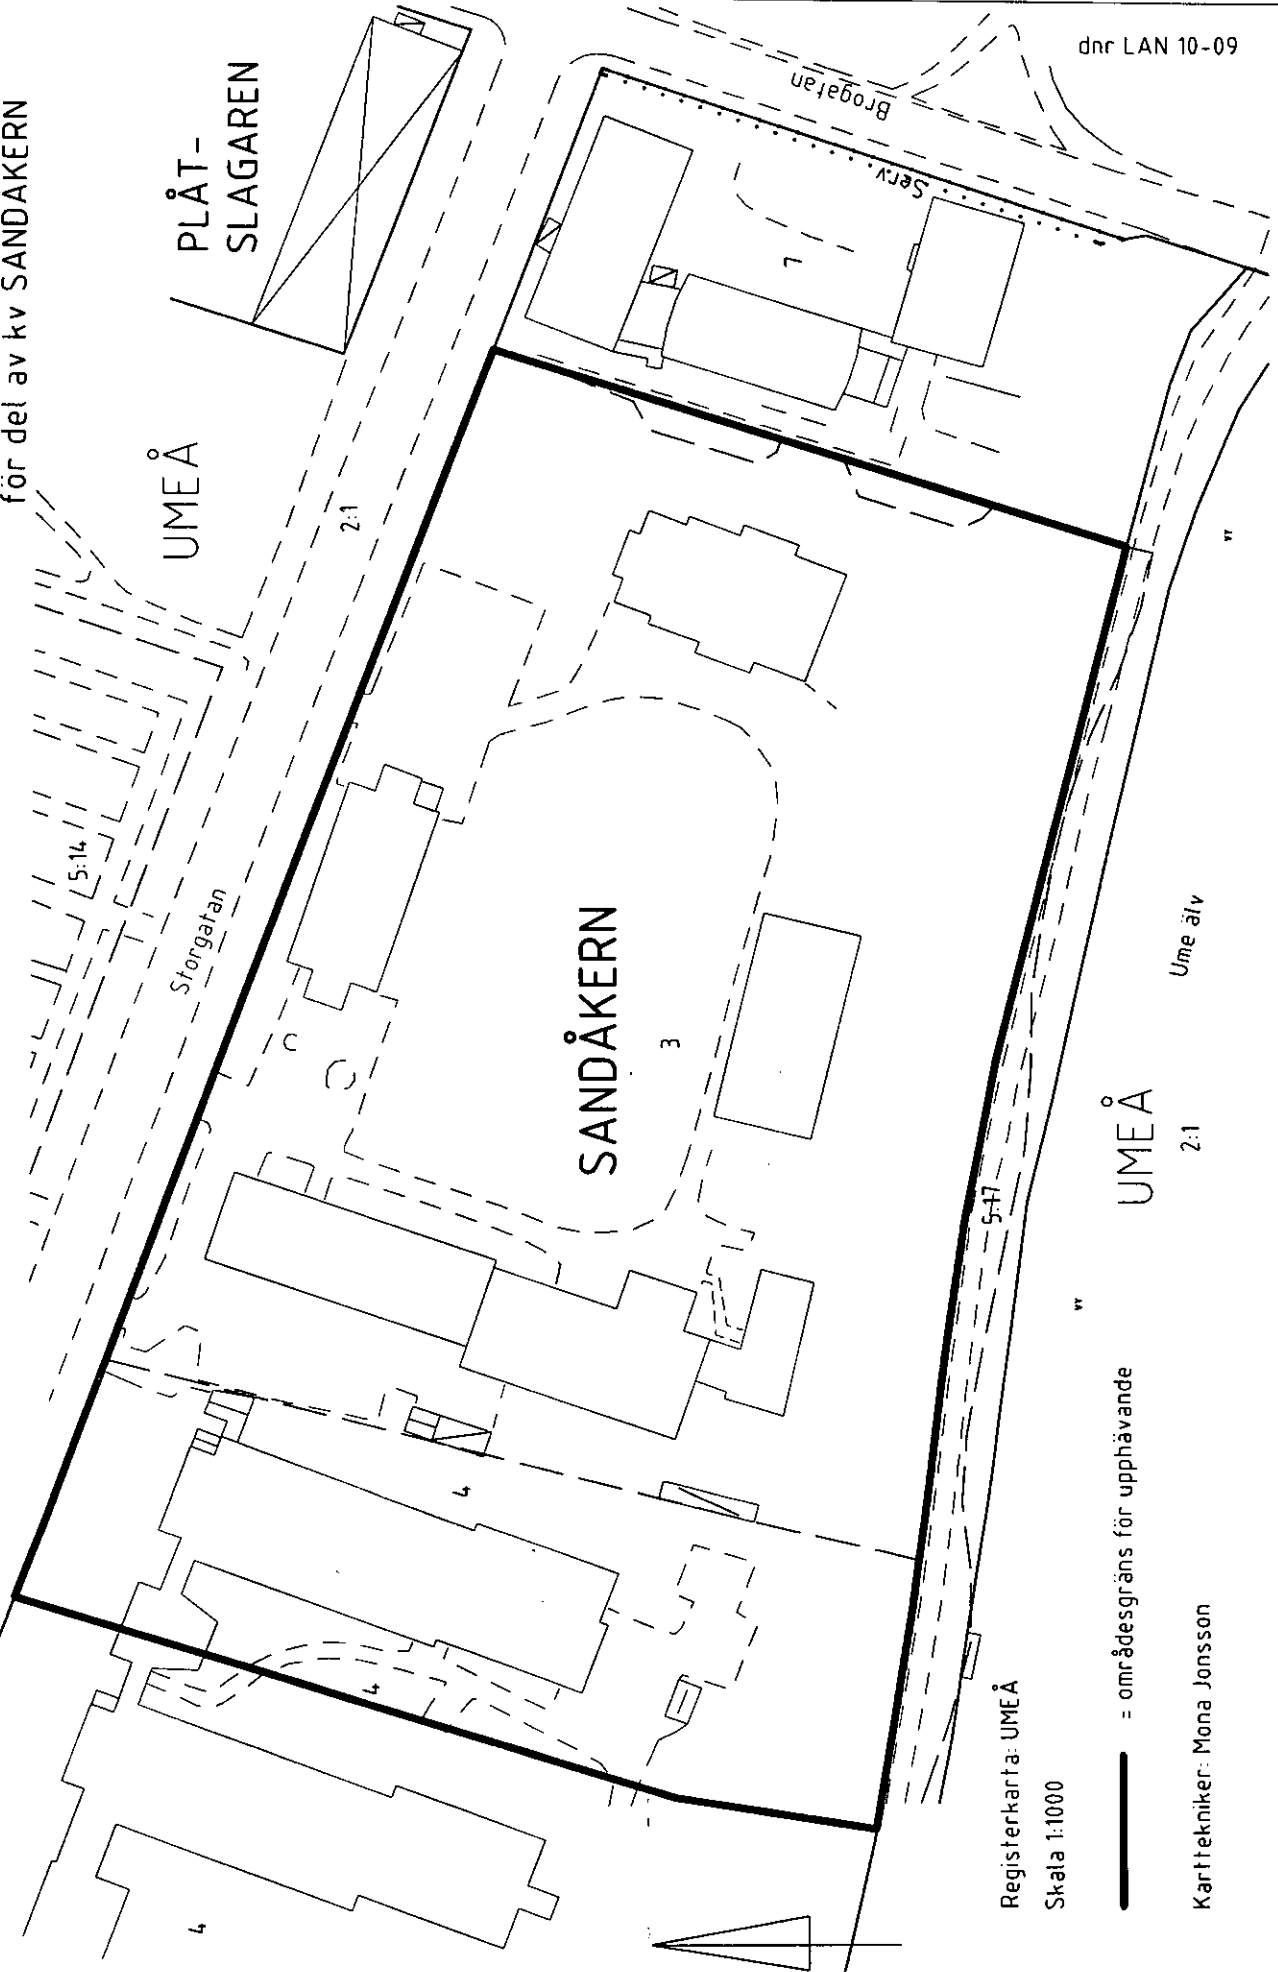 för del av kv SANDAKERN
dnr LAN 10-09
PLÅT-
SLAGAREN
Brogatan
Serv.
UMEÅ
2:1
7
5:14
Storgatan
SANDÅKERN
3
Ume älv
UMEÅ
2:1
5:17
4
4
4
Registerkarta: UMEÅ
Skala 1:1000
= områdesgräns för upphävande
Karttekniker: Mona Jonsson